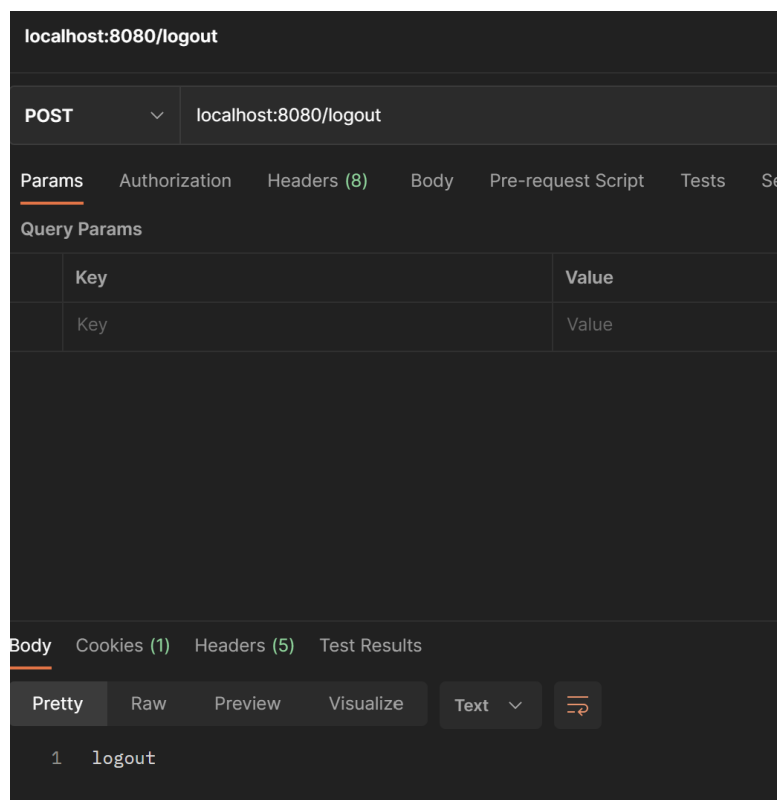 localhost:8080/logout
POST localhost:8080/logout
Params Authorization Headers (8) Body Pre-request Script Tests
Query Params
Key Value
Key Value
Body Cookies (1) Headers (5) Test Results
Pretty Raw Preview Visualize Text
1 logout